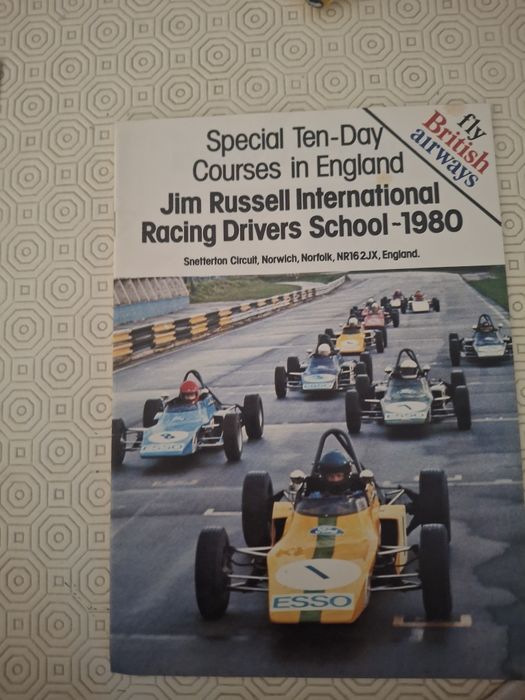 Special Ten-Day
Courses in England
Jim Russell International
Racing Drivers School-1980
Snetterton Circuit, Norwich, Norfolk, NR16 2JX, England.
fly
British
airways
ESSO
1
ESSO